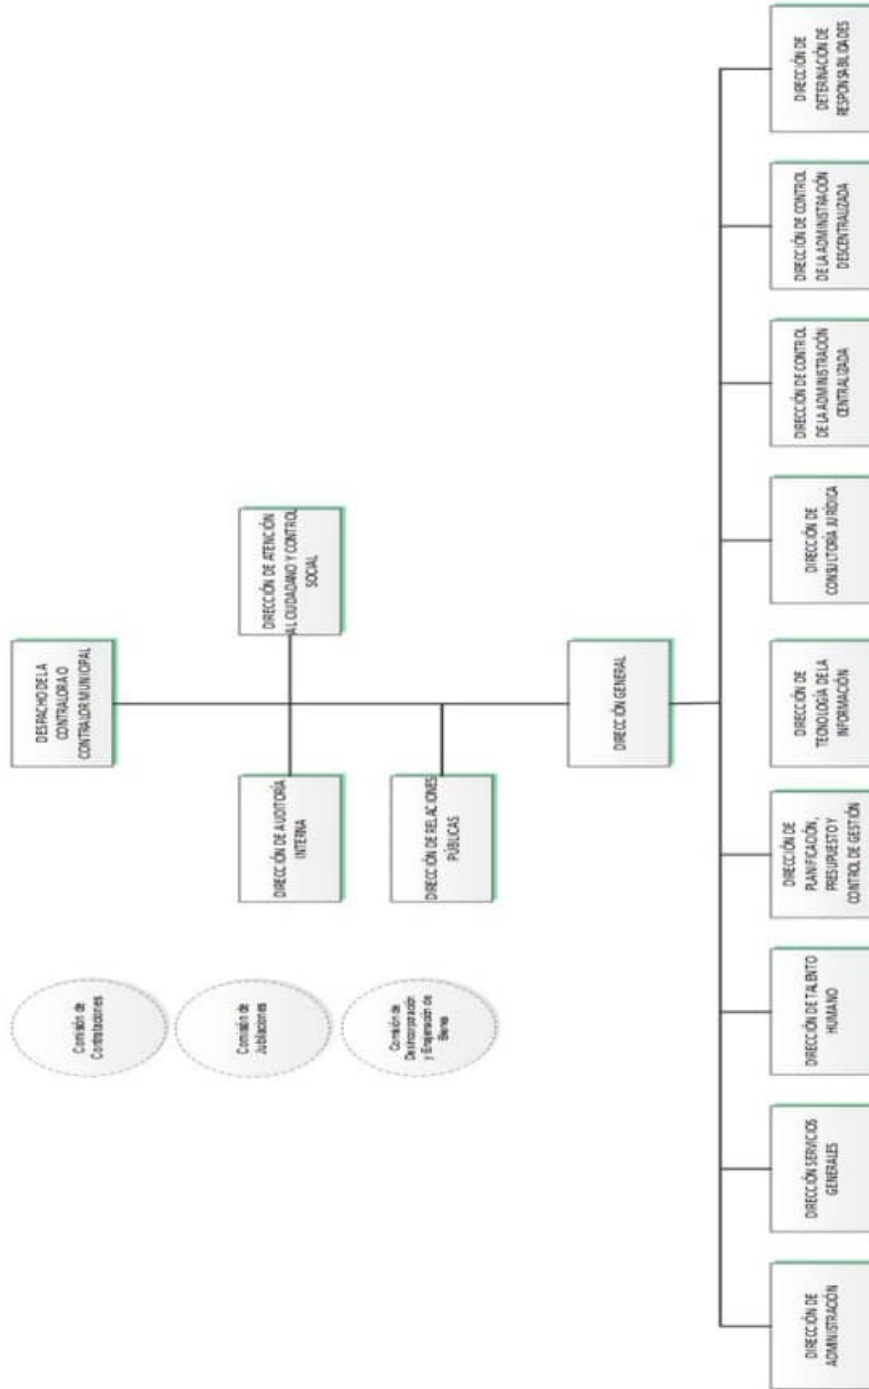 DESPACHO DE LA
CONTRALORA O
CONTRALOR MUNICIPAL
Comisión de
Contrataciones
DIRECCIÓN DE AUDITORÍA
INTERNA
DIRECCIÓN DE ATENCIÓN
AL CIUDADANO Y CONTROL
SOCIAL
Comisión de
Jubilaciones
DIRECCIÓN DE RELACIONES
PÚBLICAS
Comisión de
Desincorporación
y Enajenación de
Bienes
DIRECCIÓN GENERAL
DIRECCIÓN DE
ADMINISTRACIÓN
DIRECCIÓN SERVICIOS
GENERALES
DIRECCIÓN DE TALENTO
HUMANO
DIRECCIÓN DE
PLANIFICACIÓN,
PRESUPUESTO Y
CONTROL DE GESTIÓN
DIRECCIÓN DE
TECNOLOGÍA DE LA
INFORMACIÓN
DIRECCIÓN DE
CONSULTORÍA JURÍDICA
DIRECCIÓN DE CONTROL
DE LA ADMINISTRACIÓN
CENTRALIZADA
DIRECCIÓN DE CONTROL
DE LA ADMINISTRACIÓN
DESCENTRALIZADA
DIRECCIÓN DE
DETERINACIÓN DE
RESPONSABILIDADES